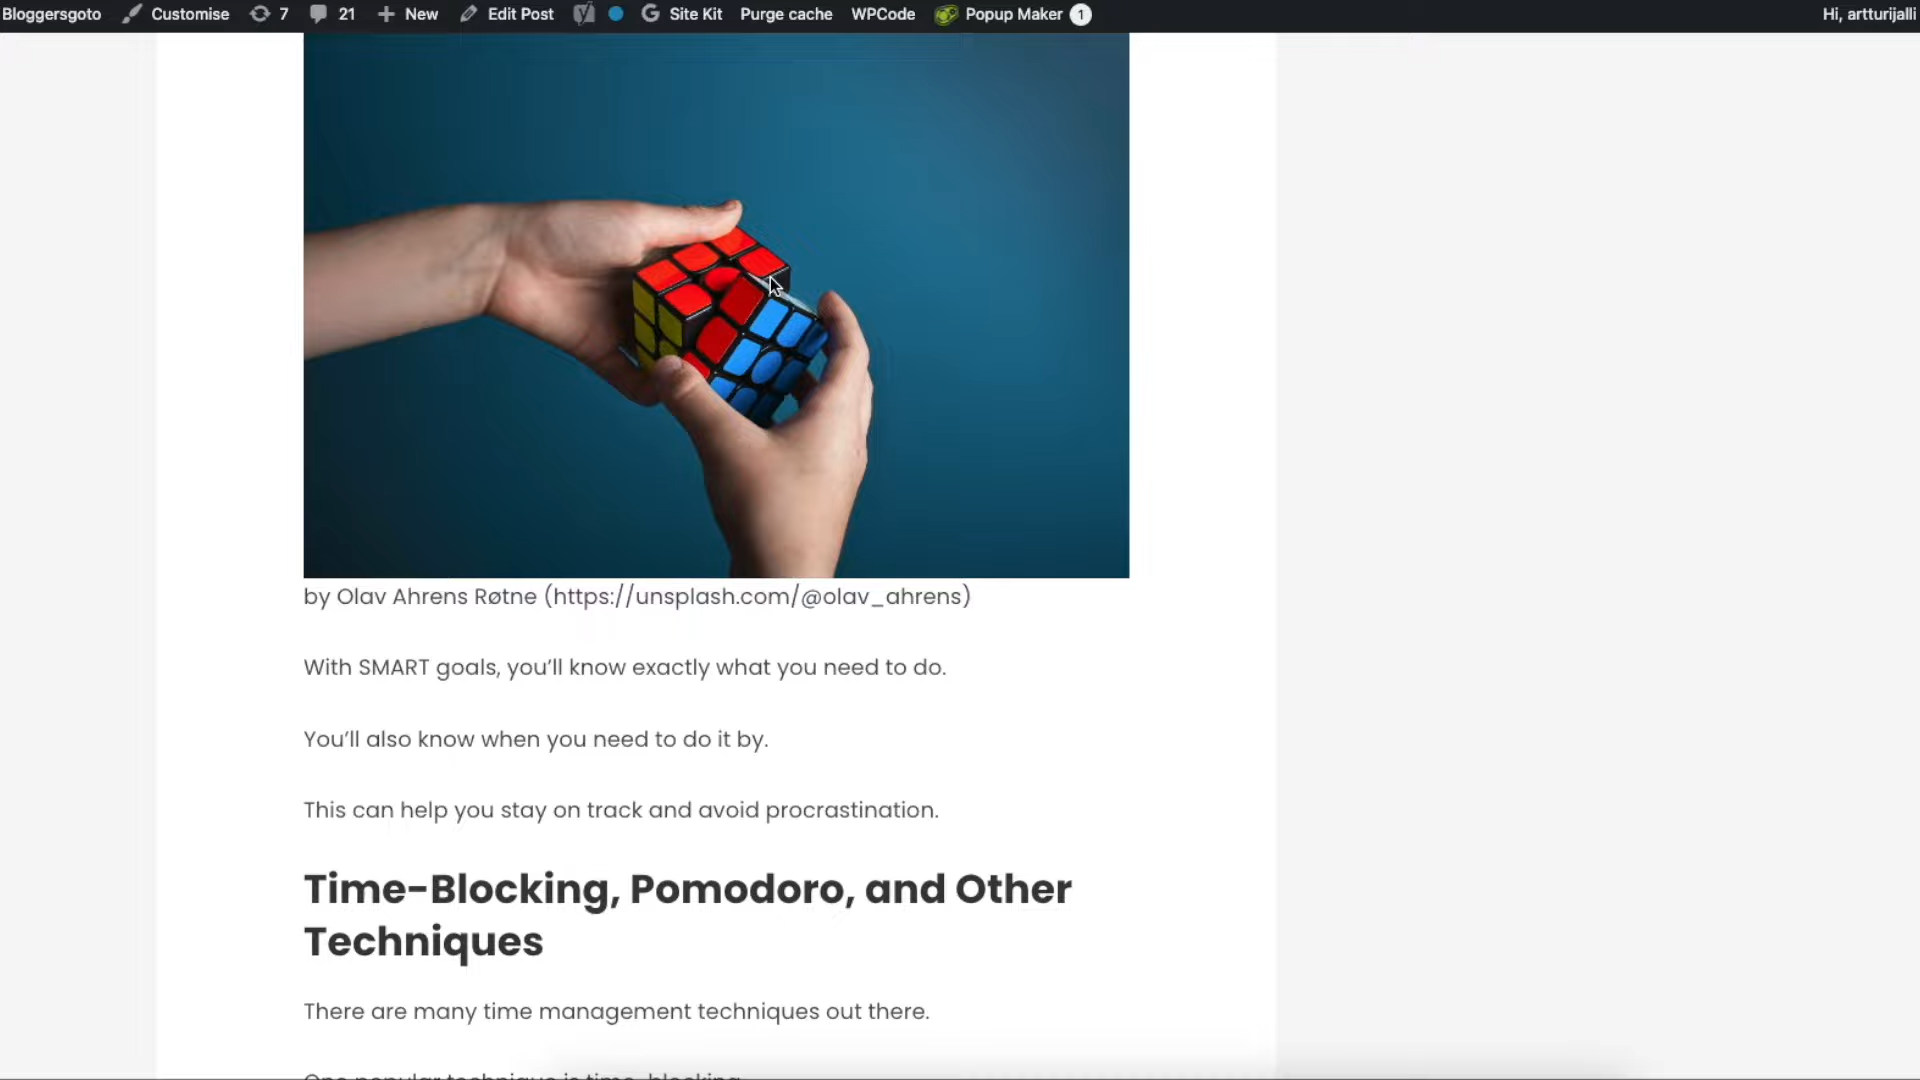 Bloggersgoto Customise 7 21 New Edit Post Site Kit Purge cache WPCode Popup Maker 1 Hi, artturijalli
by Olav Ahrens Røtne (https://unsplash.com/@olav_ahrens)
With SMART goals, you’ll know exactly what you need to do.
You’ll also know when you need to do it by.
This can help you stay on track and avoid procrastination.
Time-Blocking, Pomodoro, and Other
Techniques
There are many time management techniques out there.
One popular technique is time-blocking